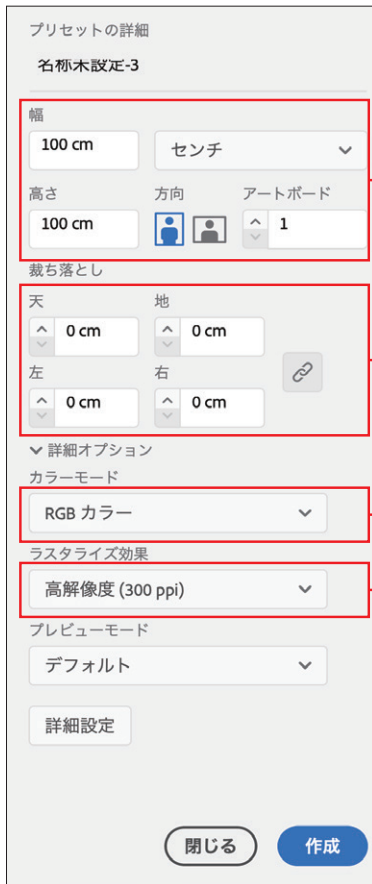 プリセットの詳細
名称未設定-3
幅
100 cm センチ
高さ 方向 アートボード
100 cm 1
裁ち落とし
天 地
0 cm 0 cm
左 右
0 cm 0 cm
詳細オプション
カラーモード
RGB カラー
ラスタライズ効果
高解像度 (300 ppi)
プレビューモード
デフォルト
詳細設定
閉じる 作成